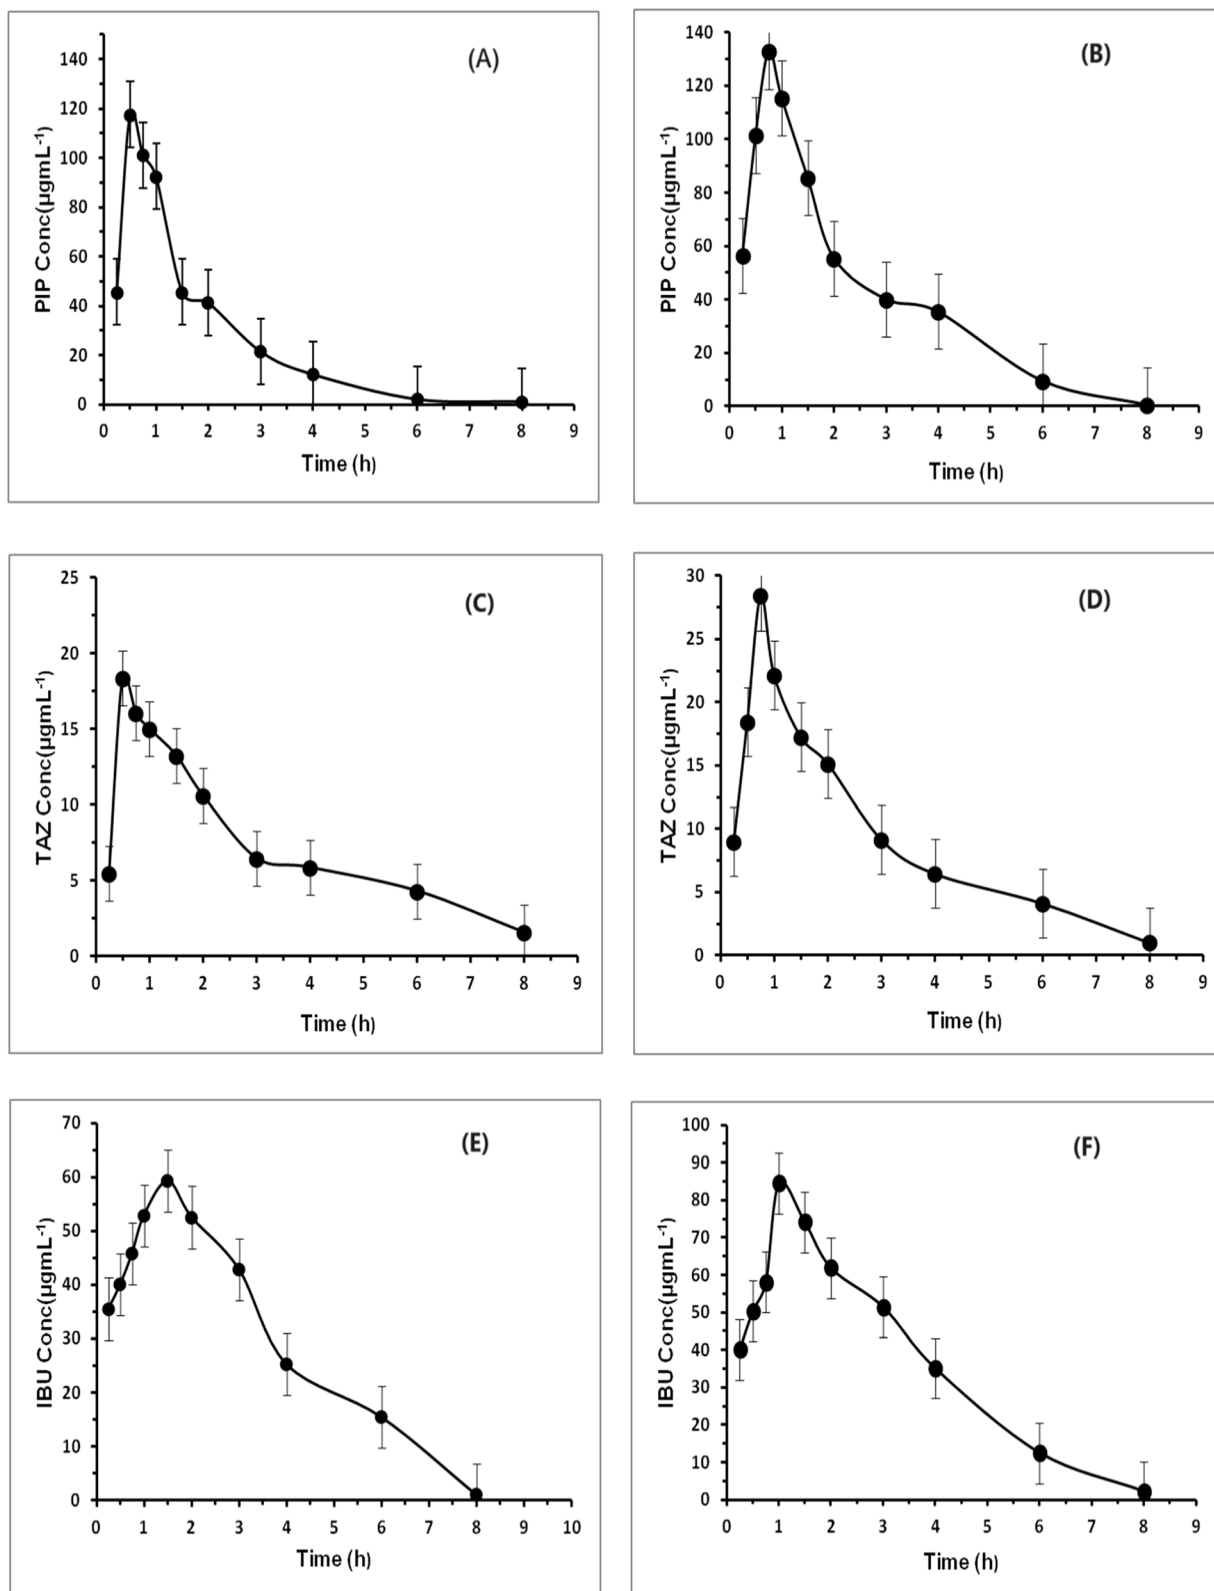 (A)
PIP Conc(µgmL⁻¹)
140
120
100
80
60
40
20
0
0 1 2 3 4 5 6 7 8 9
Time (h)
(B)
PIP Conc(µgmL⁻¹)
140
120
100
80
60
40
20
0
0 1 2 3 4 5 6 7 8 9
Time (h)
(C)
TAZ Conc(µgmL⁻¹)
25
20
15
10
5
0
0 1 2 3 4 5 6 7 8 9
Time (h)
(D)
TAZ Conc(µgmL⁻¹)
30
25
20
15
10
5
0
0 1 2 3 4 5 6 7 8 9
Time (h)
(E)
IBU Conc(µgmL⁻¹)
70
60
50
40
30
20
10
0
0 1 2 3 4 5 6 7 8 9 10
Time (h)
(F)
IBU Conc(µgmL⁻¹)
100
90
80
70
60
50
40
30
20
10
0
0 1 2 3 4 5 6 7 8 9
Time (h)